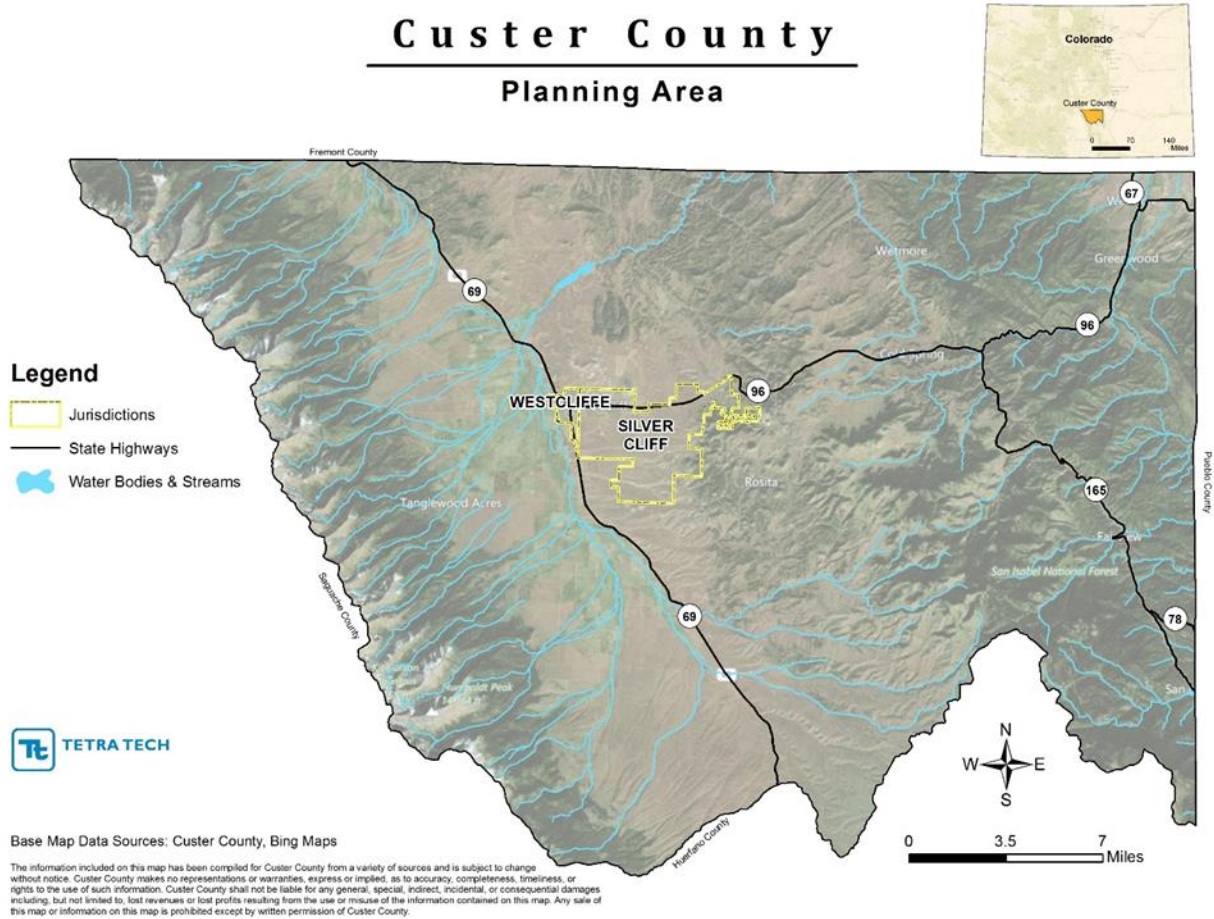 Custer County
Planning Area
Colorado
Custer County
0 70 140
Miles
Fremont County
67
Wetmore
Greenwood
69
96
Legend
Jurisdictions
State Highways
Water Bodies & Streams
96
WESTCLIFFE
SILVER
CLIFF
Rosita
Tanglewood Acres
165
Pueblo County
San Isabel National Forest
Saguache County
69
78
Humboldt Peak
San
TETRA TECH
N
W E
S
Huerfano County
Base Map Data Sources: Custer County, Bing Maps
0 3.5 7
Miles
The information included on this map has been compiled for Custer County from a variety of sources and is subject to change
without notice. Custer County makes no representations or warranties, express or implied, as to accuracy, completeness, timeliness, or
rights to the use of such information. Custer County shall not be liable for any general, special, indirect, incidental, or consequential damages
including, but not limited to, lost revenues or lost profits resulting from the use or misuse of the information contained on this map. Any sale of
this map or information on this map is prohibited except by written permission of Custer County.